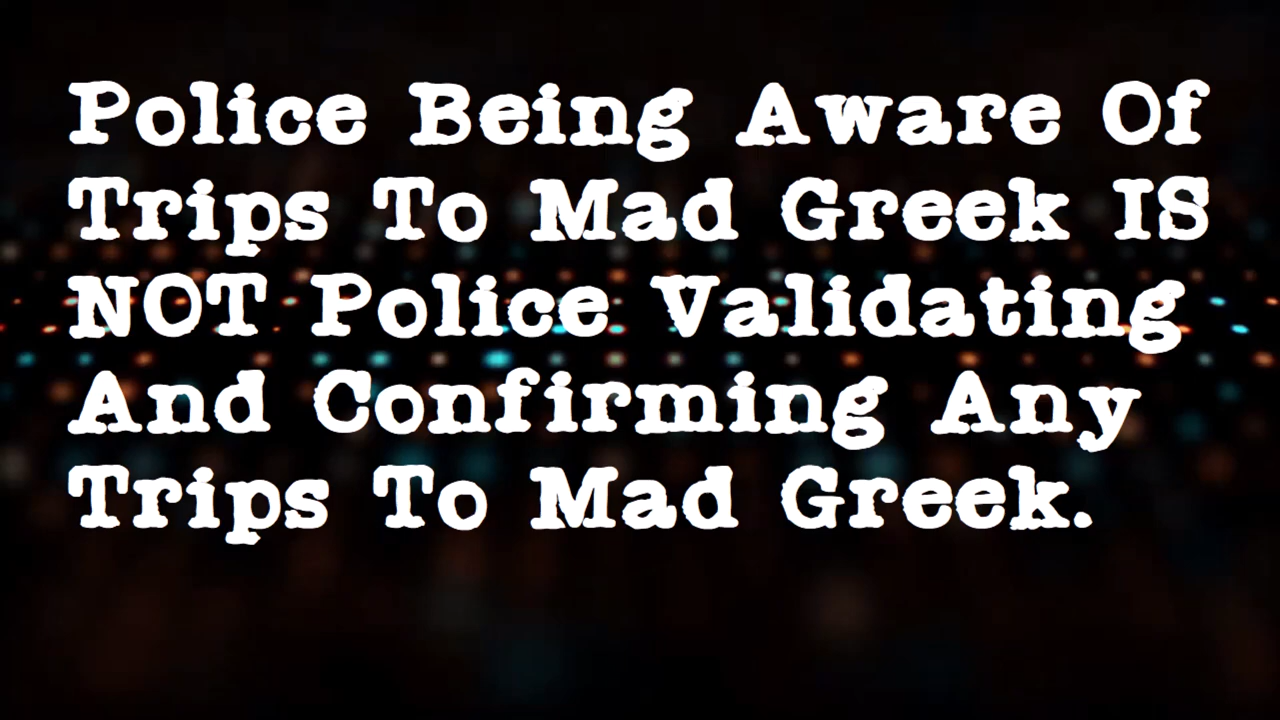 Police Being Aware Of
Trips To Mad Greek IS
NOT Police Validating
And Confirming Any
Trips To Mad Greek.